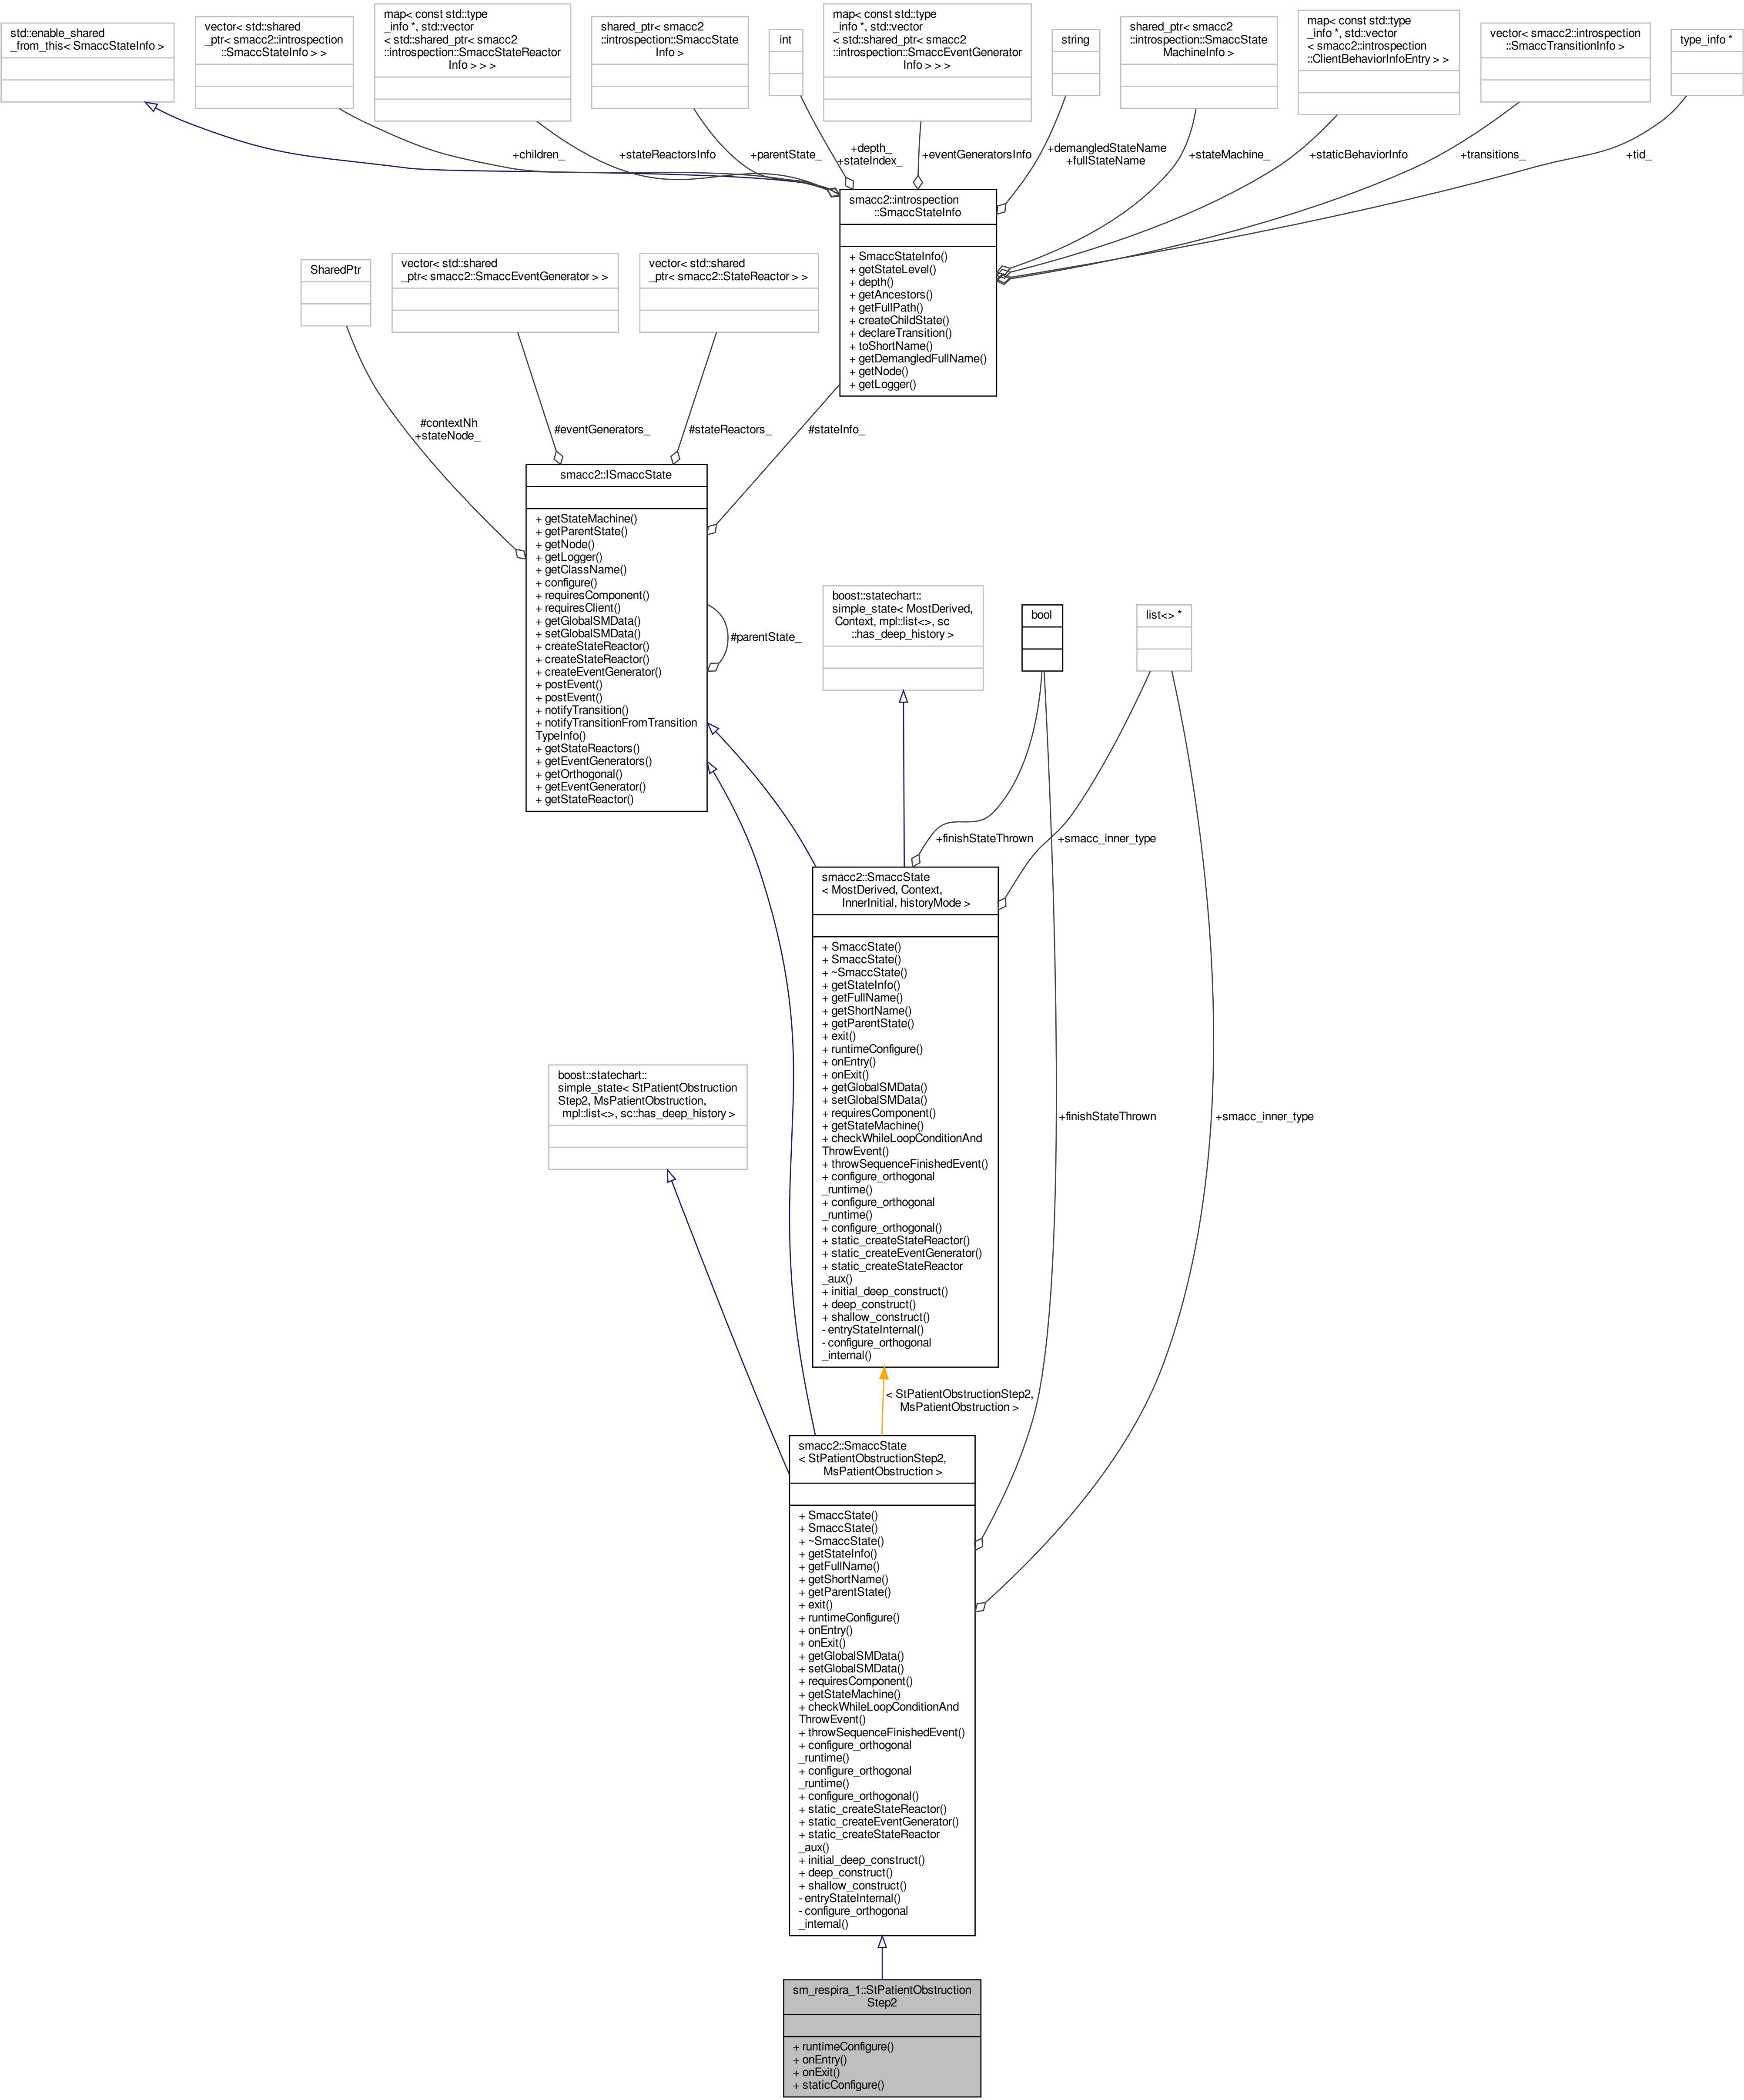 std::enable_shared
_from_this< SmaccStateInfo >
vector< std::shared
_ptr< smacc2::introspection
::SmaccStateInfo > >
map< const std::type
_info *, std::vector
< std::shared_ptr< smacc2
::introspection::SmaccStateReactor
Info > > >
shared_ptr< smacc2
::introspection::SmaccState
Info >
int
map< const std::type
_info *, std::vector
< std::shared_ptr< smacc2
::introspection::SmaccEventGenerator
Info > > >
string
shared_ptr< smacc2
::introspection::SmaccState
MachineInfo >
map< const std::type
_info *, std::vector
< smacc2::introspection
::ClientBehaviorInfoEntry > >
vector< smacc2::introspection
::SmaccTransitionInfo >
type_info *
+children_
+stateReactorsInfo
+parentState_
+depth_
+stateIndex_
+eventGeneratorsInfo
+demangledStateName
+fullStateName
+stateMachine_
+staticBehaviorInfo
+transitions_
+tid_
smacc2::introspection
::SmaccStateInfo
+ SmaccStateInfo()
+ getStateLevel()
+ depth()
+ getAncestors()
+ getFullPath()
+ createChildState()
+ declareTransition()
+ toShortName()
+ getDemangledFullName()
+ getNode()
+ getLogger()
SharedPtr
vector< std::shared
_ptr< smacc2::SmaccEventGenerator > >
vector< std::shared
_ptr< smacc2::StateReactor > >
#contextNh
+stateNode_
#eventGenerators_
#stateReactors_
#stateInfo_
smacc2::ISmaccState
+ getStateMachine()
+ getParentState()
+ getNode()
+ getLogger()
+ getClassName()
+ configure()
+ requiresComponent()
+ requiresClient()
+ getGlobalSMData()
+ setGlobalSMData()
+ createStateReactor()
+ createStateReactor()
+ createEventGenerator()
+ postEvent()
+ postEvent()
+ notifyTransition()
+ notifyTransitionFromTransition
TypeInfo()
+ getStateReactors()
+ getEventGenerators()
+ getOrthogonal()
+ getEventGenerator()
+ getStateReactor()
#parentState_
boost::statechart::
simple_state< MostDerived,
Context, mpl::list<>, sc
::has_deep_history >
bool
list<> *
+finishStateThrown
+smacc_inner_type
smacc2::SmaccState
< MostDerived, Context,
InnerInitial, historyMode >
+ SmaccState()
+ SmaccState()
+ ~SmaccState()
+ getStateInfo()
+ getFullName()
+ getShortName()
+ getParentState()
+ exit()
+ runtimeConfigure()
+ onEntry()
+ onExit()
+ getGlobalSMData()
+ setGlobalSMData()
+ requiresComponent()
+ getStateMachine()
+ checkWhileLoopConditionAnd
ThrowEvent()
+ throwSequenceFinishedEvent()
+ configure_orthogonal
_runtime()
+ configure_orthogonal
_runtime()
+ configure_orthogonal()
+ static_createStateReactor()
+ static_createEventGenerator()
+ static_createStateReactor
_aux()
+ initial_deep_construct()
+ deep_construct()
+ shallow_construct()
- entryStateInternal()
- configure_orthogonal
_internal()
boost::statechart::
simple_state< StPatientObstruction
Step2, MsPatientObstruction,
mpl::list<>, sc::has_deep_history >
+finishStateThrown
+smacc_inner_type
< StPatientObstructionStep2,
MsPatientObstruction >
smacc2::SmaccState
< StPatientObstructionStep2,
MsPatientObstruction >
+ SmaccState()
+ SmaccState()
+ ~SmaccState()
+ getStateInfo()
+ getFullName()
+ getShortName()
+ getParentState()
+ exit()
+ runtimeConfigure()
+ onEntry()
+ onExit()
+ getGlobalSMData()
+ setGlobalSMData()
+ requiresComponent()
+ getStateMachine()
+ checkWhileLoopConditionAnd
ThrowEvent()
+ throwSequenceFinishedEvent()
+ configure_orthogonal
_runtime()
+ configure_orthogonal
_runtime()
+ configure_orthogonal()
+ static_createStateReactor()
+ static_createEventGenerator()
+ static_createStateReactor
_aux()
+ initial_deep_construct()
+ deep_construct()
+ shallow_construct()
- entryStateInternal()
- configure_orthogonal
_internal()
sm_respira_1::StPatientObstruction
Step2
+ runtimeConfigure()
+ onEntry()
+ onExit()
+ staticConfigure()